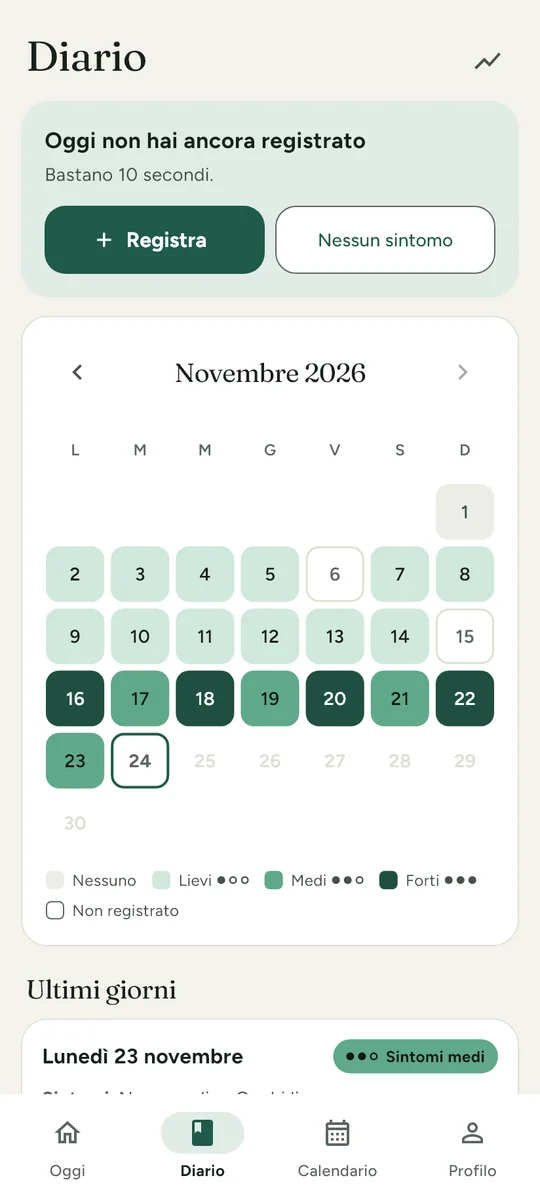 Diario
Oggi non hai ancora registrato
Bastano 10 secondi.
+ Registra
Nessun sintomo
Novembre 2026
L M M G V S D
1
2 3 4 5 6 7 8
9 10 11 12 13 14 15
16 17 18 19 20 21 22
23 24 25 26 27 28 29
30
Nessuno Lievi Medi Forti
Non registrato
Ultimi giorni
Lunedì 23 novembre
Sintomi medi
Oggi Diario Calendario Profilo